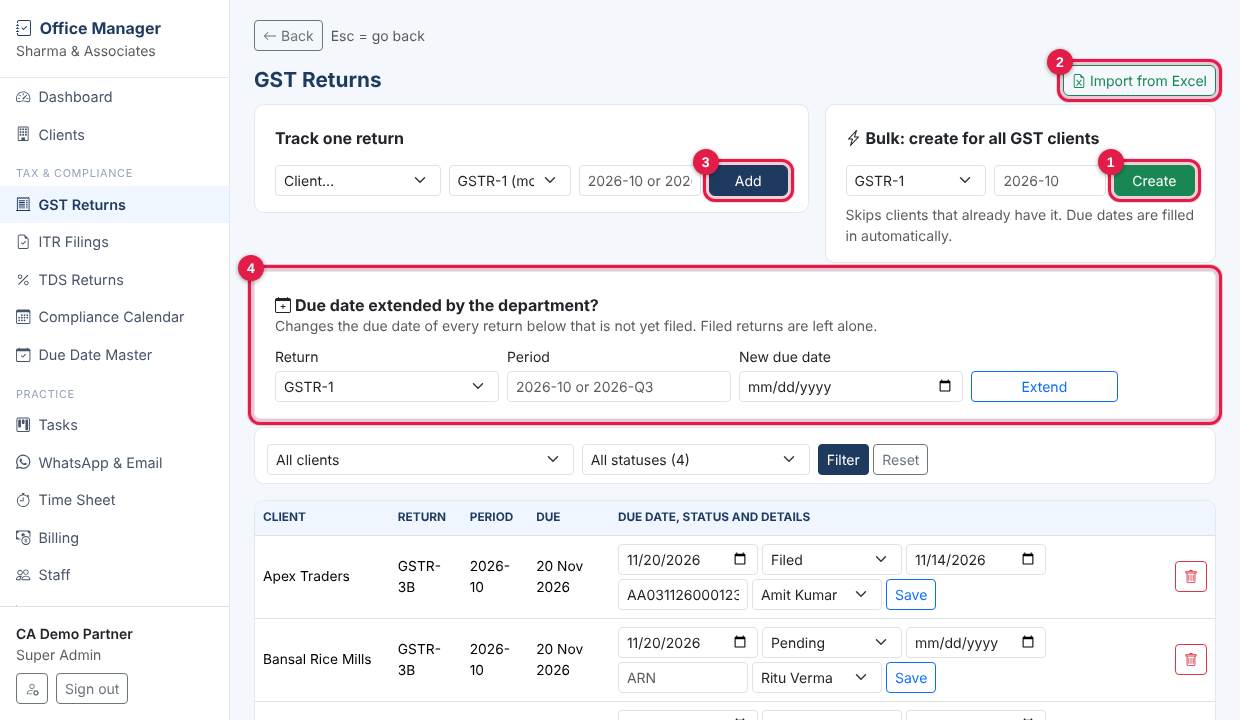 Office Manager
Sharma & Associates
Dashboard
Clients
TAX & COMPLIANCE
GST Returns
ITR Filings
TDS Returns
Compliance Calendar
Due Date Master
PRACTICE
Tasks
WhatsApp & Email
Time Sheet
Billing
Staff
CA Demo Partner
Super Admin
Sign out
← Back Esc = go back
GST Returns
2 Import from Excel
Track one return
Client... GSTR-1 (mc 2026-10 or 202 3 Add
Bulk: create for all GST clients
GSTR-1 2026-10 1 Create
Skips clients that already have it. Due dates are filled
in automatically.
4
Due date extended by the department?
Changes the due date of every return below that is not yet filed. Filed returns are left alone.
Return Period New due date
GSTR-1 2026-10 or 2026-Q3 mm/dd/yyyy Extend
All clients All statuses (4) Filter Reset
CLIENT RETURN PERIOD DUE DUE DATE, STATUS AND DETAILS
Apex Traders GSTR-3B 2026-10 20 Nov 2026 11/20/2026 Filed 11/14/2026
AA031126000123 Amit Kumar Save
Bansal Rice Mills GSTR-3B 2026-10 20 Nov 2026 11/20/2026 Pending mm/dd/yyyy
ARN Ritu Verma Save